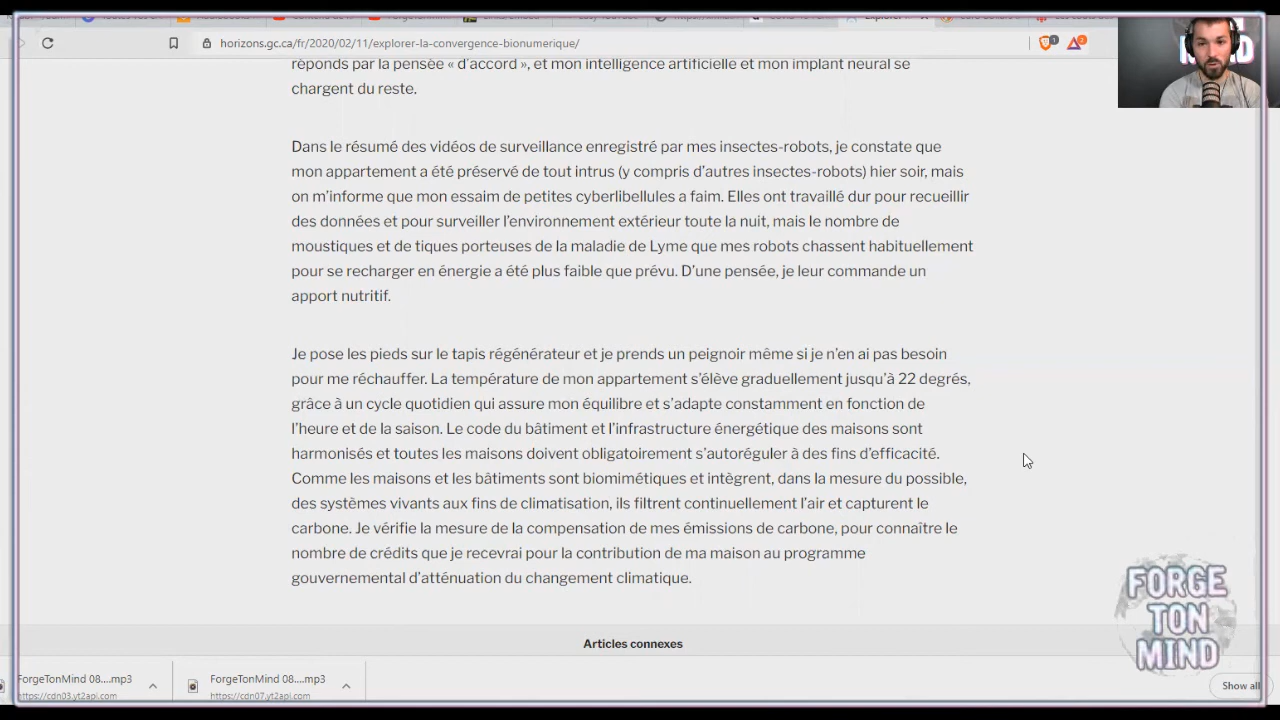 horizons.gc.ca/fr/2020/02/11/explorer-la-convergence-bionumerique/
1
2
MIND
réponds par la pensée « d’accord », et mon intelligence artificielle et mon implant neural se
chargent du reste.
Dans le résumé des vidéos de surveillance enregistré par mes insectes-robots, je constate que
mon appartement a été préservé de tout intrus (y compris d’autres insectes-robots) hier soir, mais
on m’informe que mon essaim de petites cyberlibellules a faim. Elles ont travaillé dur pour recueillir
des données et pour surveiller l’environnement extérieur toute la nuit, mais le nombre de
moustiques et de tiques porteuses de la maladie de Lyme que mes robots chassent habituellement
pour se recharger en énergie a été plus faible que prévu. D’une pensée, je leur commande un
apport nutritif.
Je pose les pieds sur le tapis régénérateur et je prends un peignoir même si je n’en ai pas besoin
pour me réchauffer. La température de mon appartement s’élève graduellement jusqu’à 22 degrés,
grâce à un cycle quotidien qui assure mon équilibre et s’adapte constamment en fonction de
l’heure et de la saison. Le code du bâtiment et l’infrastructure énergétique des maisons sont
harmonisés et toutes les maisons doivent obligatoirement s’autoréguler à des fins d’efficacité.
Comme les maisons et les bâtiments sont biomimétiques et intègrent, dans la mesure du possible,
des systèmes vivants aux fins de climatisation, ils filtrent continuellement l’air et capturent le
carbone. Je vérifie la mesure de la compensation de mes émissions de carbone, pour connaître le
nombre de crédits que je recevrai pour la contribution de ma maison au programme
gouvernemental d’atténuation du changement climatique.
FORGE
TON
MIND
Articles connexes
ForgeTonMind 08....mp3
https://cdn03.yt2api.com
ForgeTonMind 08....mp3
https://cdn07.yt2api.com
Show all